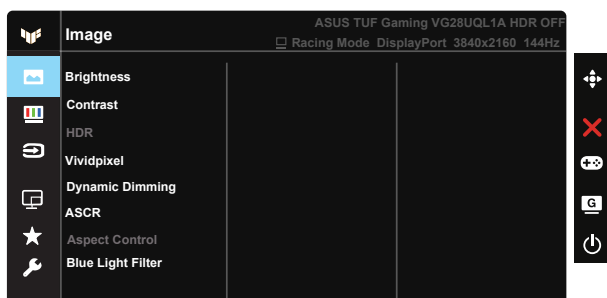 ASUS TUF Gaming VG28UQL1A HDR OFF
Image
Racing Mode DisplayPort 3840x2160 144Hz
Brightness
Contrast
HDR
Vividpixel
Dynamic Dimming
ASCR
Aspect Control
Blue Light Filter
G